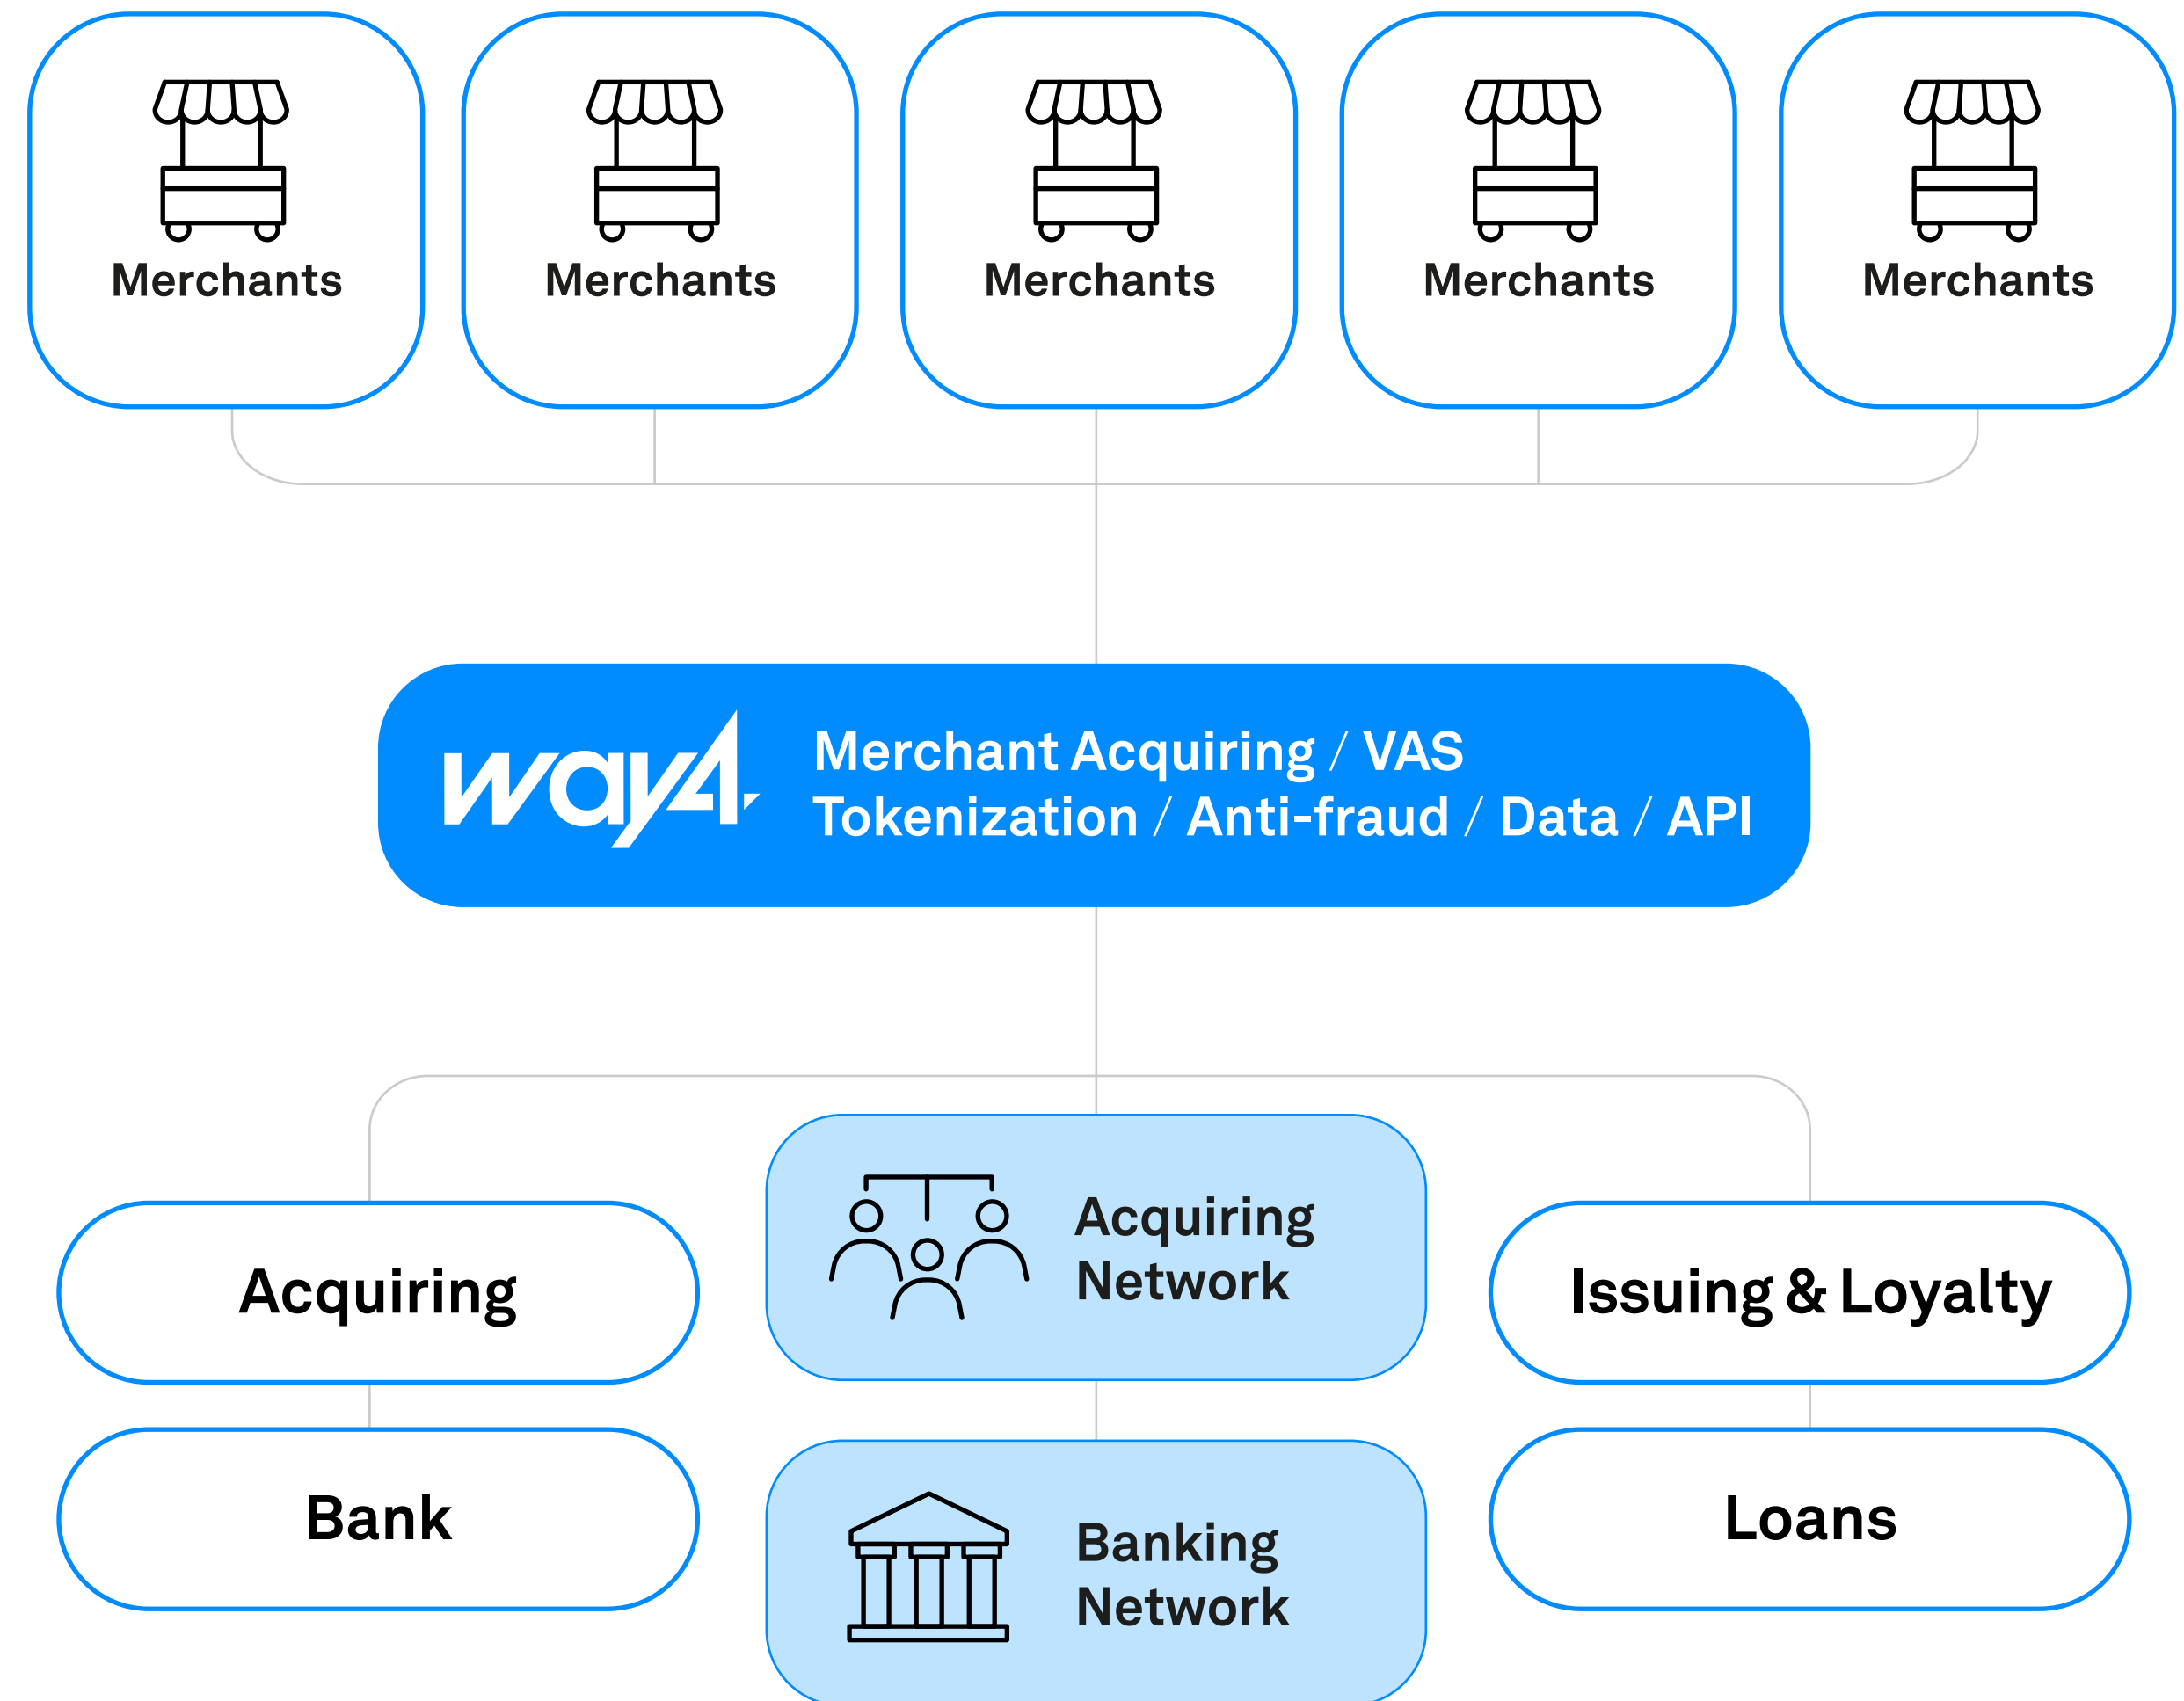 Merchants
Merchants
Merchants
Merchants
Merchants
waya
Merchant Acquiring / VAS
Tokenization / Anti-fraud / Data / API
Acquiring
Network
Acquiring
Issuing & Loyalty
Bank
Banking
Network
Loans